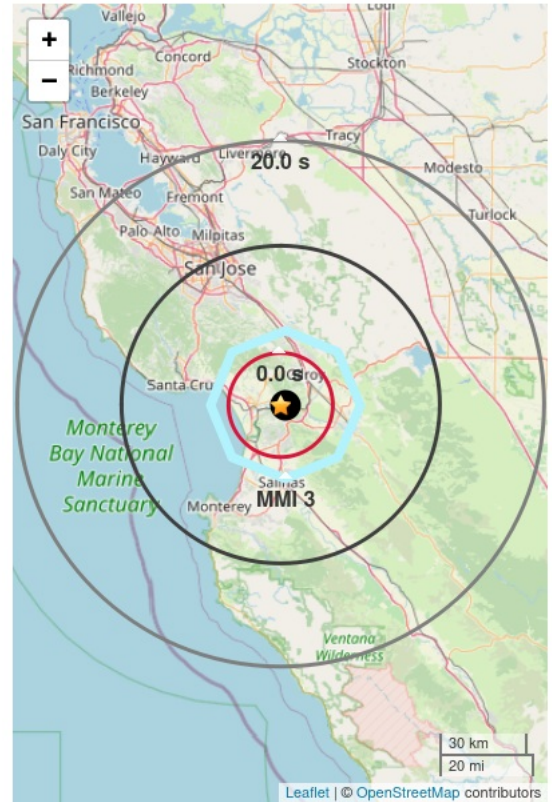 Lodi
Vallejo
+
−
Concord
Stockton
Richmond
Berkeley
San Francisco
Tracy
Daly City
Hayward
Livermore
20.0 s
Modesto
San Mateo
Fremont
Turlock
Palo Alto
Milpitas
San Jose
0.0 s
Gilroy
Santa Cru
Monterey
Bay National
Marine
Sanctuary
Salinas
MMI 3
Monterey
Ventana
Wilderness
30 km
20 mi
Leaflet | © OpenStreetMap contributors